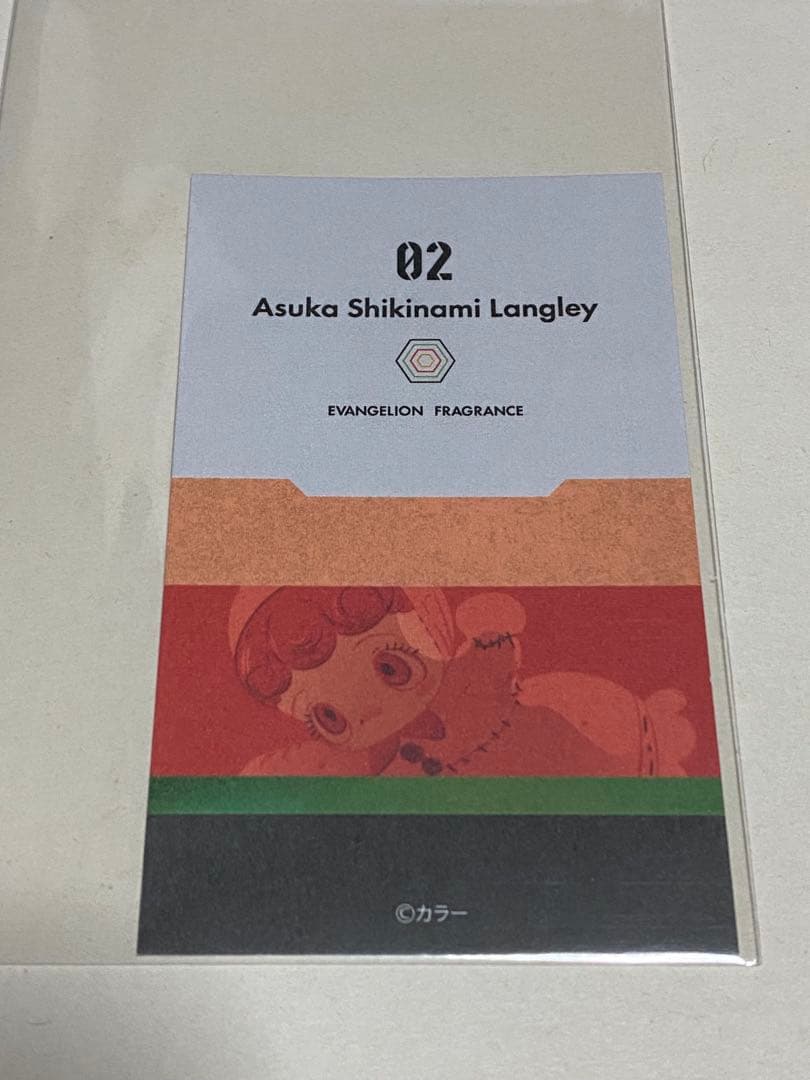 02
Asuka Shikinami Langley
EVANGELION FRAGRANCE
©カラー